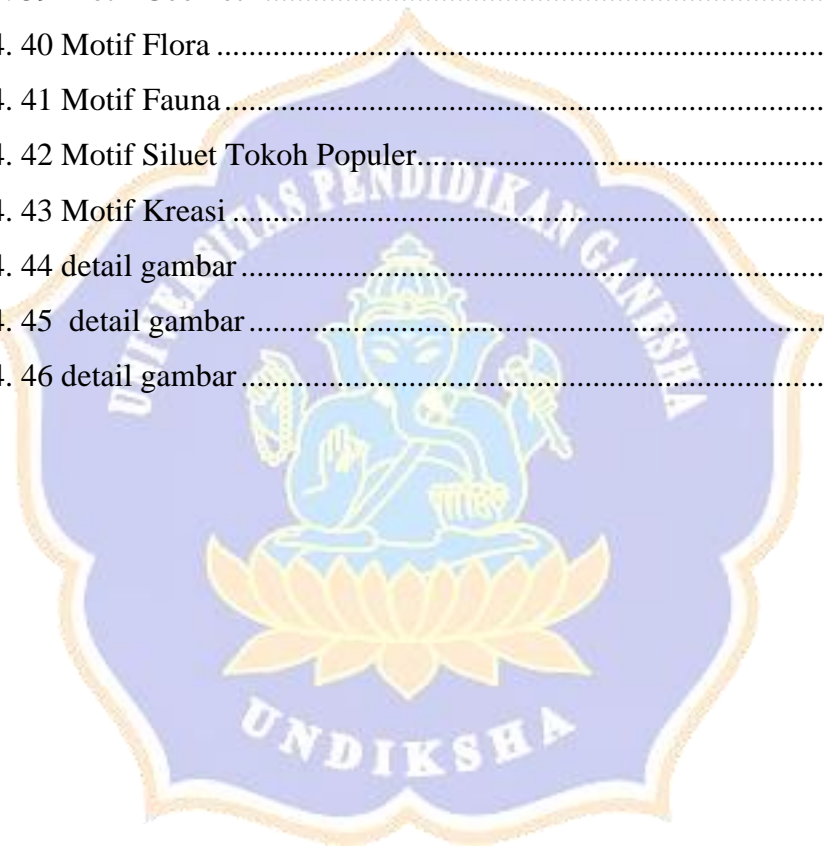 4. 40 Motif Flora ..........................................................................
4. 41 Motif Fauna ..........................................................................
4. 42 Motif Siluet Tokoh Populer ..................................................
4. 43 Motif Kreasi ........................................................................
4. 44 detail gambar .......................................................................
4. 45  detail gambar ......................................................................
4. 46 detail gambar .......................................................................
UNIVERSITAS PENDIDIKAN GANESHA
UNDIKSHA